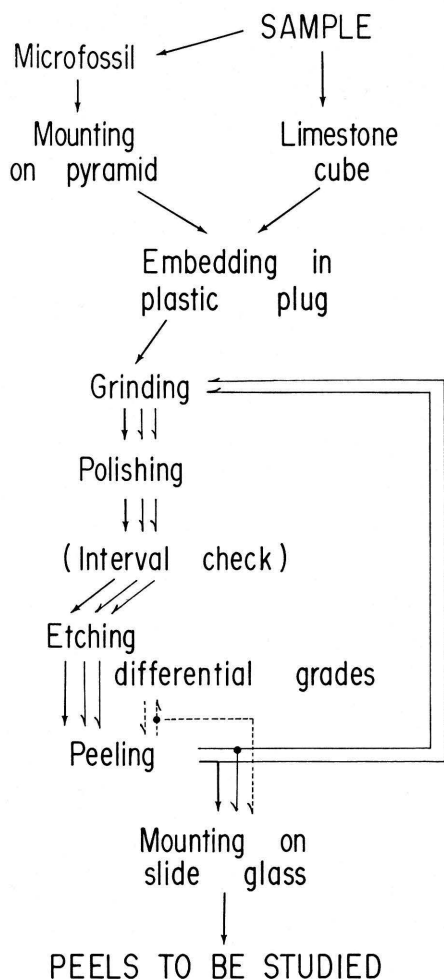 SAMPLE
Microfossil
Mounting
on pyramid
Limestone
cube
Embedding in
plastic plug
Grinding
Polishing
(Interval check)
Etching
differential grades
Peeling
Mounting on
slide glass
PEELS TO BE STUDIED